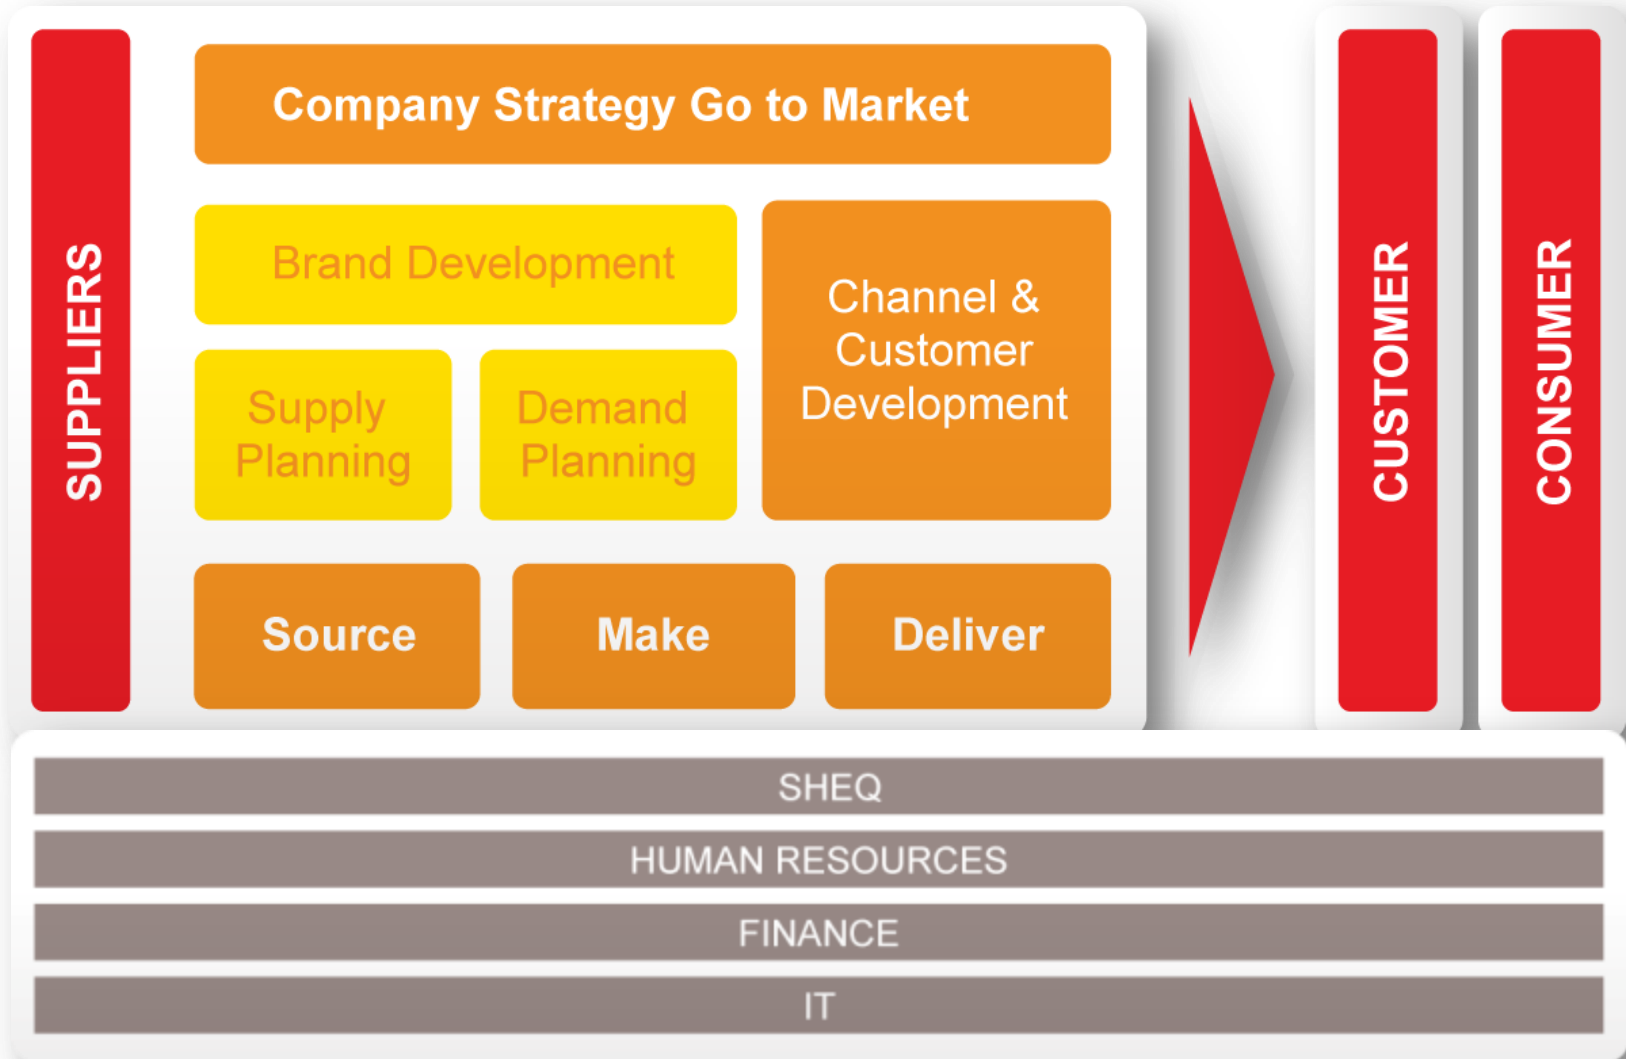 SUPPLIERS
Company Strategy Go to Market
Brand Development
Supply
Planning
Demand
Planning
Channel &
Customer
Development
Source
Make
Deliver
CUSTOMER
CONSUMER
SHEQ
HUMAN RESOURCES
FINANCE
IT